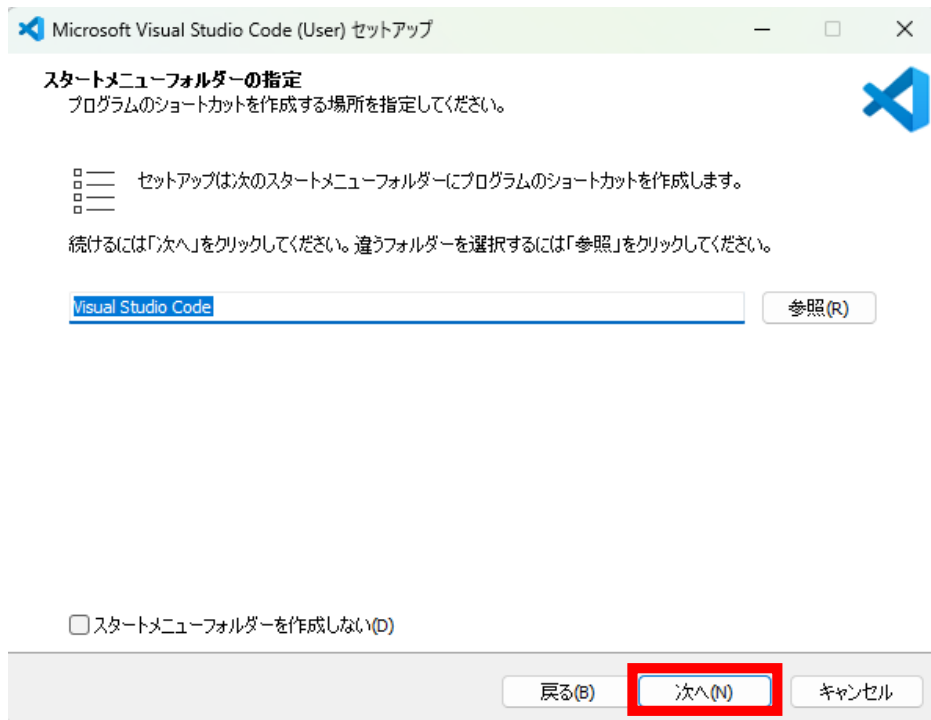 Microsoft Visual Studio Code (User) セットアップ
スタートメニューフォルダーの指定
プログラムのショートカットを作成する場所を指定してください。
セットアップは次のスタートメニューフォルダーにプログラムのショートカットを作成します。
続けるには「次へ」をクリックしてください。違うフォルダーを選択するには「参照」をクリックしてください。
Visual Studio Code
参照(R)
スタートメニューフォルダーを作成しない(D)
戻る(B)
次へ(N)
キャンセル